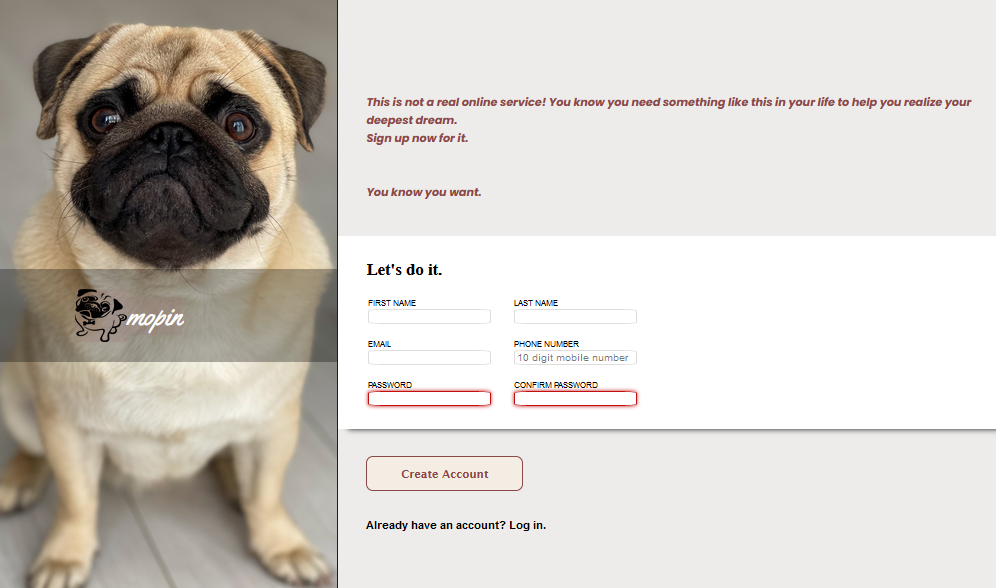 This is not a real online service! You know you need something like this in your life to help you realize your
deepest dream.
Sign up now for it.
You know you want.
mopin
Let's do it.
FIRST NAME
LAST NAME
EMAIL
PHONE NUMBER
10 digit mobile number
PASSWORD
CONFIRM PASSWORD
Create Account
Already have an account? Log in.